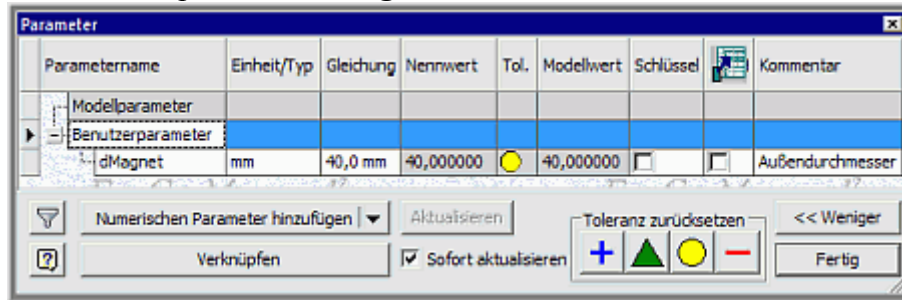 Parameter
Parametername Einheit/Typ Gleichung Nennwert Tol. Modellwert Schlüssel Kommentar
Modellparameter
Benutzerparameter
dMagnet mm 40,0 mm 40,000000 40,000000 Außendurchmesser
Numerischen Parameter hinzufügen Aktualisieren Toleranz zurücksetzen << Weniger
Verknüpfen Sofort aktualisieren Fertig